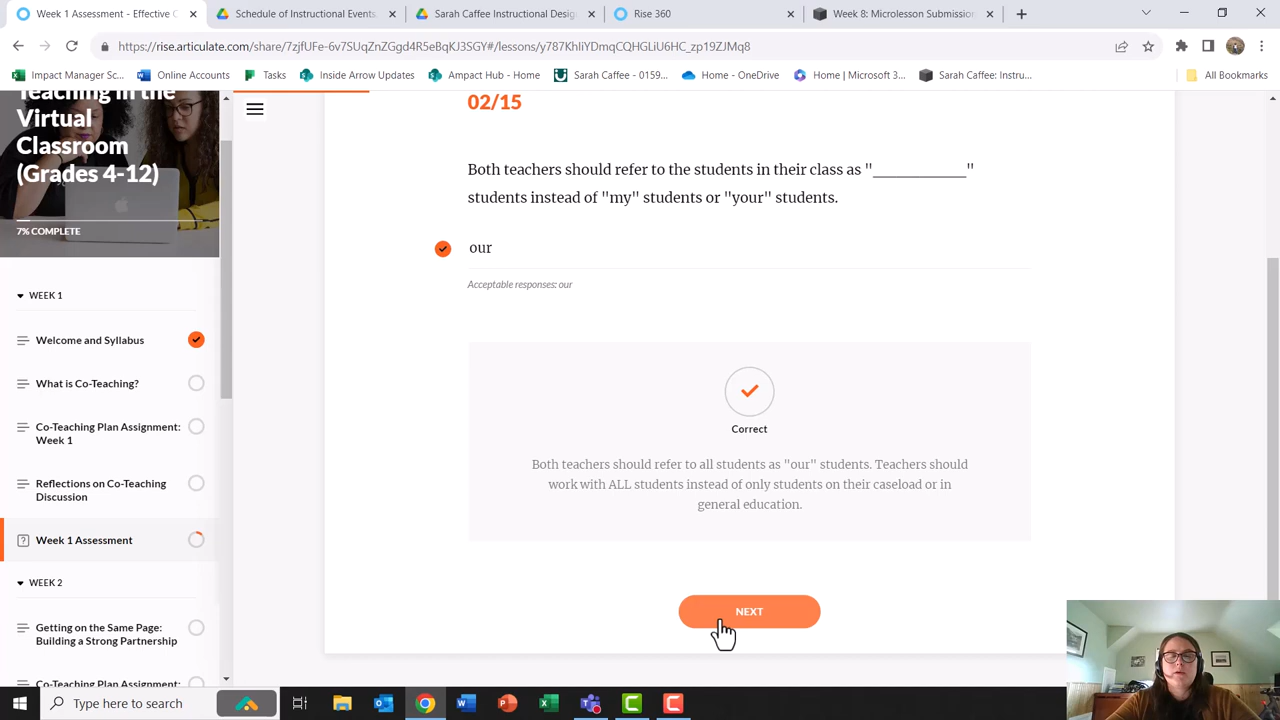 Week 1 Assessment - Effective C
Schedule of Instructional Events.
Sarah Caffee Instructional Desig
Rise 360
Week 8: Microlesson Submission
https://rise.articulate.com/share/7zjfUFe-6v7SUqZnZGgd4R5eBqKJ3SGY#/lessons/y787KhIiYDmqCQHGLiU6HC_zp19ZJMq8
Impact Manager Sc...
Online Accounts
Tasks
Inside Arrow Updates
Ampact Hub - Home
Sarah Caffee - 0159...
Home - OneDrive
Home | Microsoft 3...
Sarah Caffee: Instru...
All Bookmarks
Teaching in the
Virtual
Classroom
(Grades 4-12)
7% COMPLETE
WEEK 1
Welcome and Syllabus
What is Co-Teaching?
Co-Teaching Plan Assignment:
Week 1
Reflections on Co-Teaching
Discussion
Week 1 Assessment
WEEK 2
Getting on the Same Page:
Building a Strong Partnership
Co-Teaching Plan Assignment:
02/15
Both teachers should refer to the students in their class as "__________"
students instead of "my" students or "your" students.
our
Acceptable responses: our
Correct
Both teachers should refer to all students as "our" students. Teachers should
work with ALL students instead of only students on their caseload or in
general education.
NEXT
Type here to search